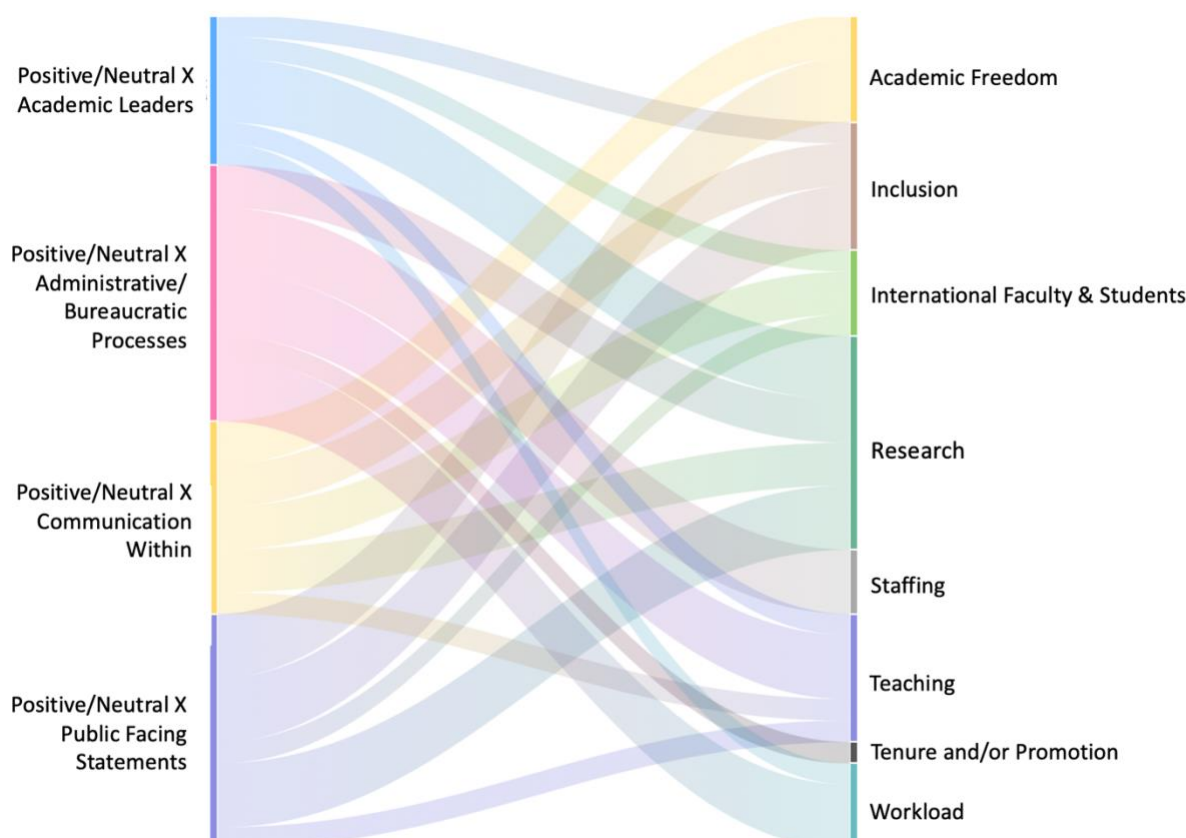 Positive/Neutral X
Academic Leaders
Positive/Neutral X
Administrative/
Bureaucratic
Processes
Positive/Neutral X
Communication
Within
Positive/Neutral X
Public Facing
Statements
Academic Freedom
Inclusion
International Faculty & Students
Research
Staffing
Teaching
Tenure and/or Promotion
Workload